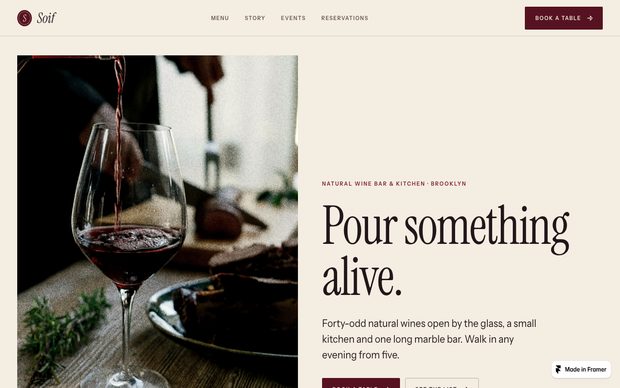 S Soif
MENU STORY EVENTS RESERVATIONS
BOOK A TABLE →
NATURAL WINE BAR & KITCHEN · BROOKLYN
Pour something
alive.
Forty-odd natural wines open by the glass, a small
kitchen and one long marble bar. Walk in any
evening from five.
Made in Framer